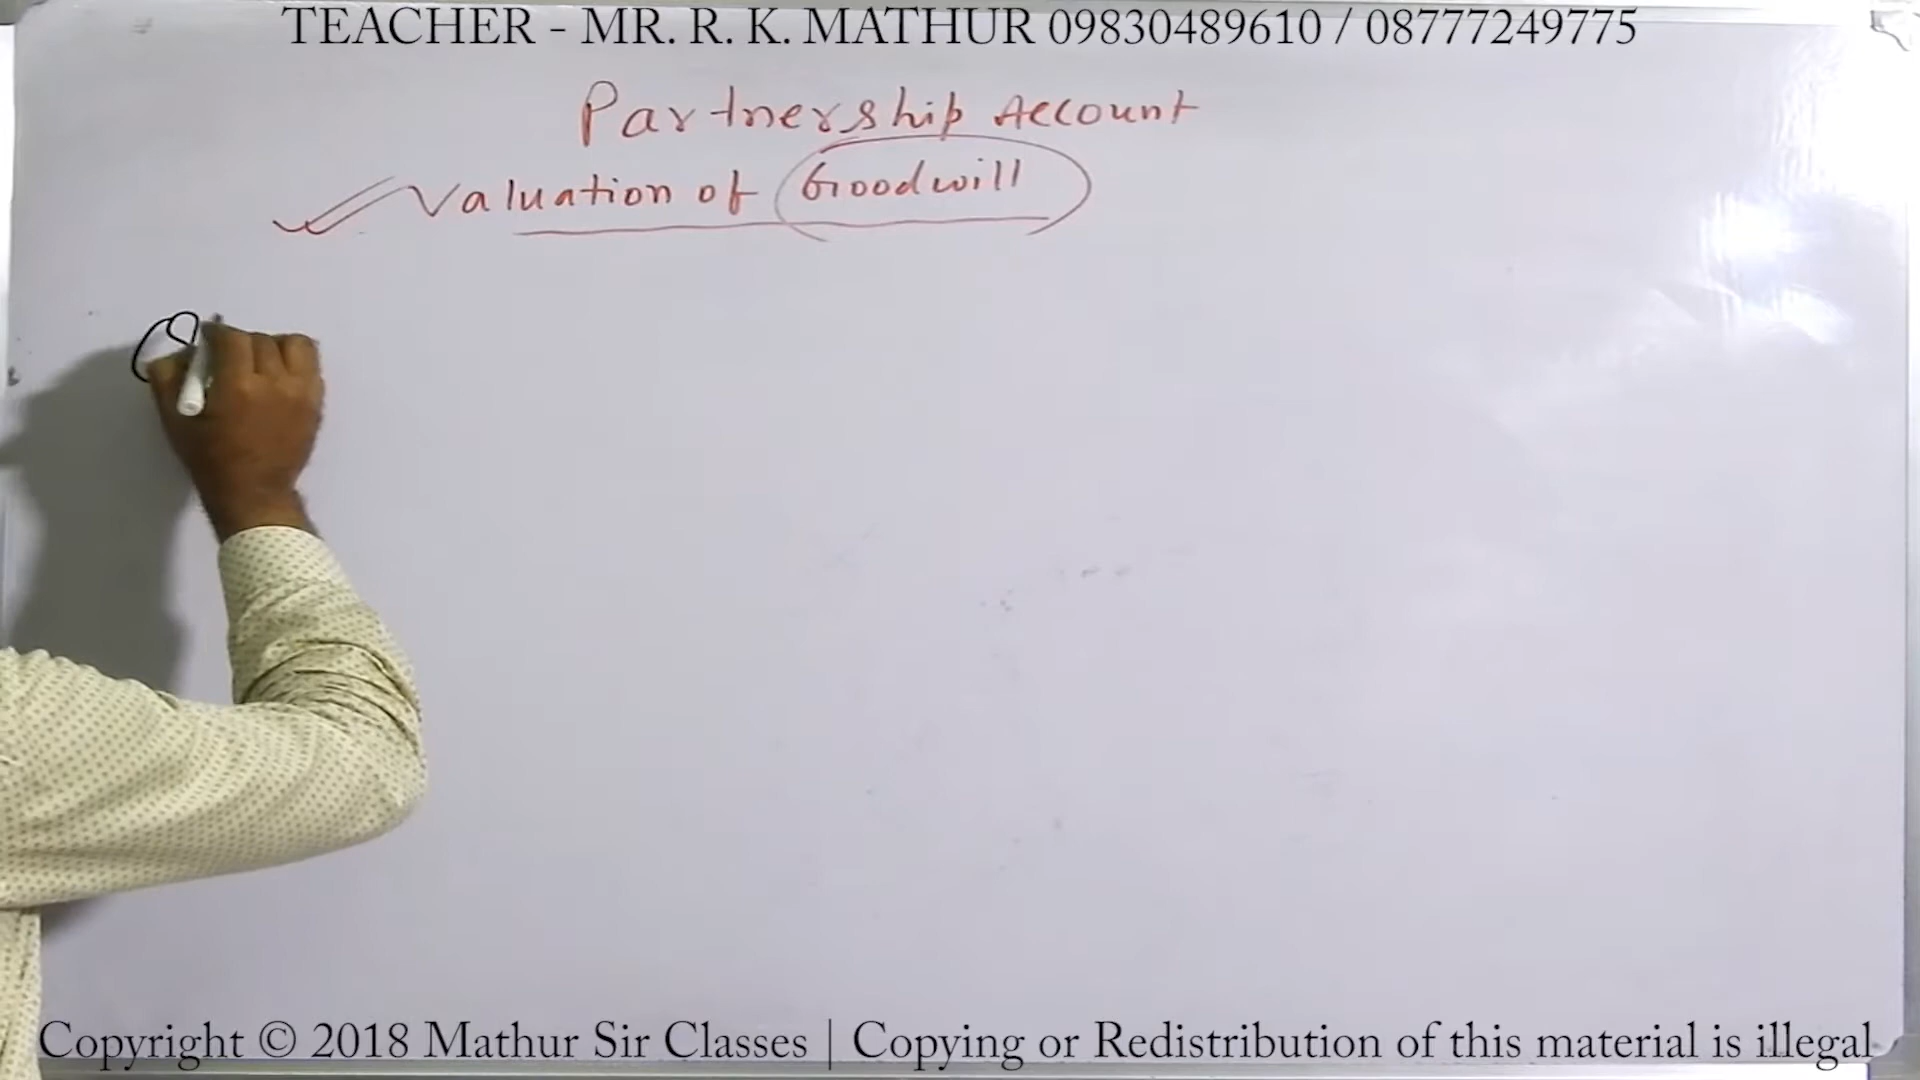 TEACHER - MR. R. K. MATHUR 09830489610 / 08777249775
Partnership Account
Valuation of Goodwill
Copyright © 2018 Mathur Sir Classes | Copying or Redistribution of this material is illegal